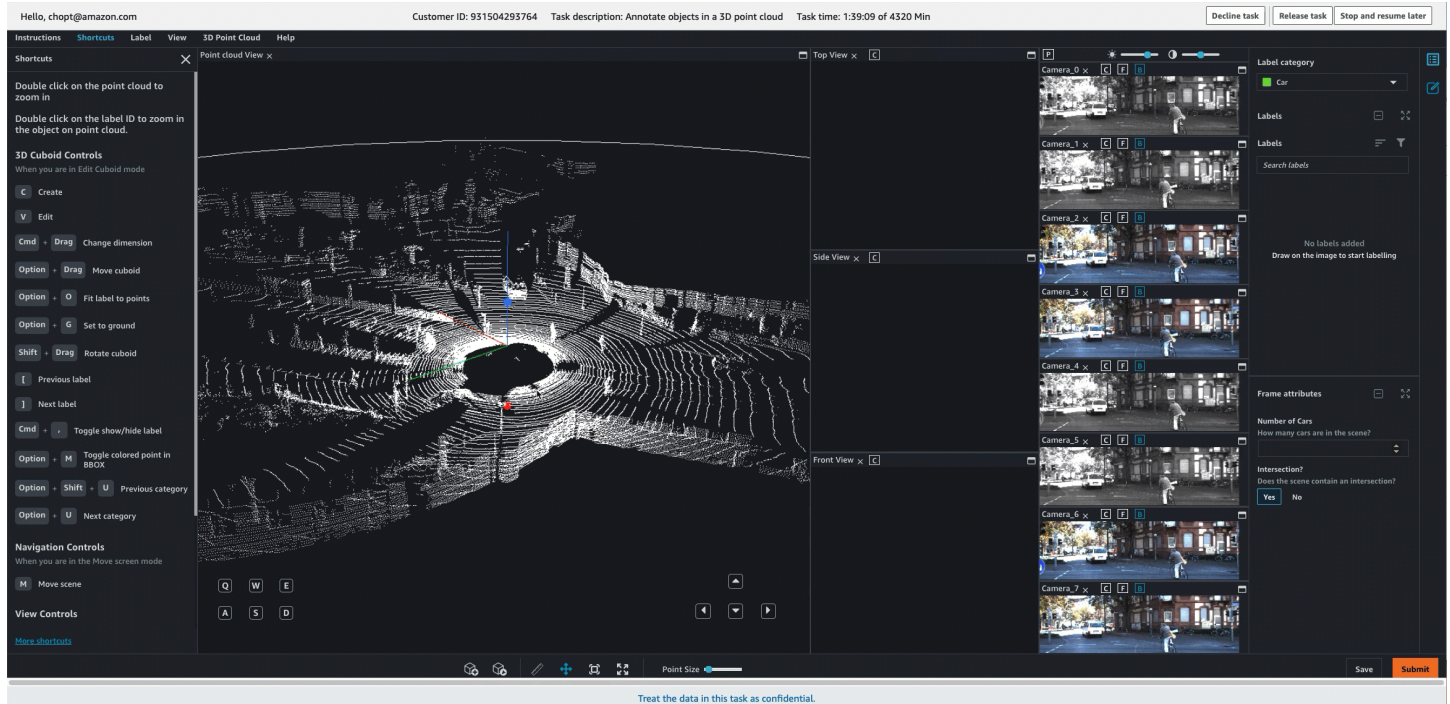 Hello, chopt@amazon.com
Customer ID: 931504293764 Task description: Annotate objects in a 3D point cloud Task time: 1:39:09 of 4320 Min
Decline task
Release task
Stop and resume later
Instructions Shortcuts Label View 3D Point Cloud Help
Shortcuts
Double click on the point cloud to
zoom in
Double click on the label ID to zoom in
the object on point cloud.
3D Cuboid Controls
When you are in Edit Cuboid mode
C Create
V Edit
Cmd + Drag Change dimension
Option + Drag Move cuboid
Option + O Fit label to points
Option + G Set to ground
Shift + Drag Rotate cuboid
[ Previous label
] Next label
Cmd + , Toggle show/hide label
Option + M Toggle colored point in
BBOX
Option + Shift + U Previous category
Option + U Next category
Navigation Controls
When you are in the Move screen mode
M Move scene
View Controls
More shortcuts
Point cloud View
Q W E
A S D
Top View C
Side View C
Front View C
P
Camera_0 C F B
Camera_1 C F B
Camera_2 C F B
Camera_3 C F B
Camera_4 C F B
Camera_5 C F B
Camera_6 C F B
Camera_7 C F B
Label category
Car
Labels
Labels
Search labels
No labels added
Draw on the image to start labelling
Frame attributes
Number of Cars
How many cars are in the scene?
Intersection?
Does the scene contain an intersection?
Yes No
Point Size
Save
Submit
Treat the data in this task as confidential.